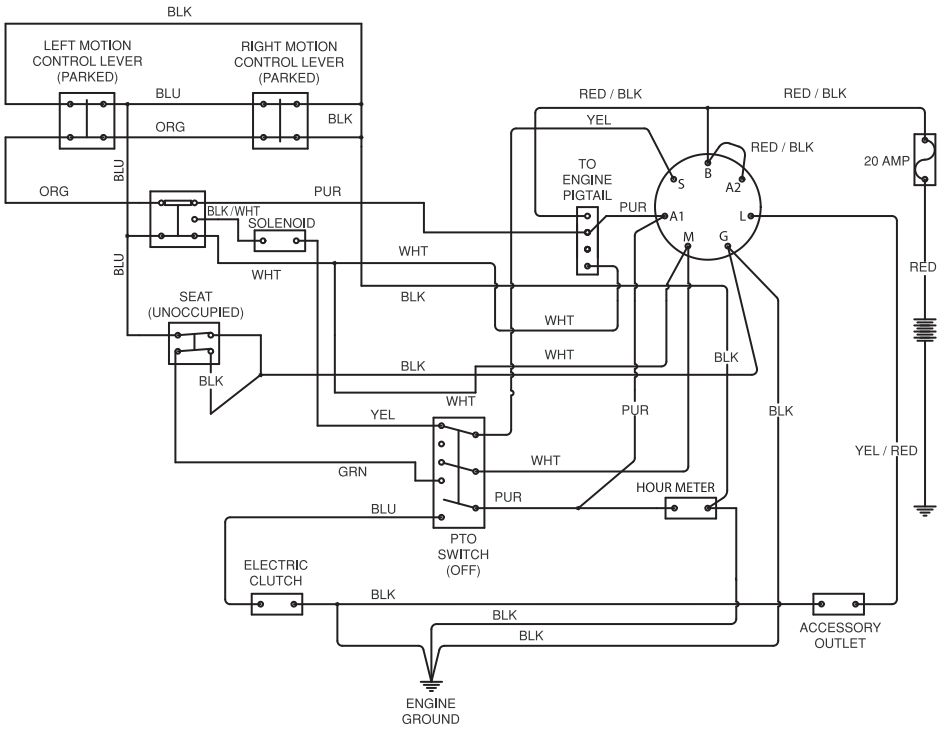 BLK
LEFT MOTION
CONTROL LEVER
(PARKED)
RIGHT MOTION
CONTROL LEVER
(PARKED)
BLU
BLK
ORG
RED / BLK
RED / BLK
YEL
RED / BLK
20 AMP
TO
ENGINE
PIGTAIL
B
S
A2
BLU
ORG
PUR
BLK/WHT
SOLENOID
PUR
A1
L
M
G
WHT
WHT
BLU
BLK
RED
SEAT
(UNOCCUPIED)
WHT
WHT
BLK
BLK
BLK
WHT
YEL
PUR
BLK
YEL / RED
GRN
WHT
HOUR METER
PUR
BLU
PTO
SWITCH
(OFF)
ELECTRIC
CLUTCH
BLK
BLK
BLK
ACCESSORY
OUTLET
ENGINE
GROUND